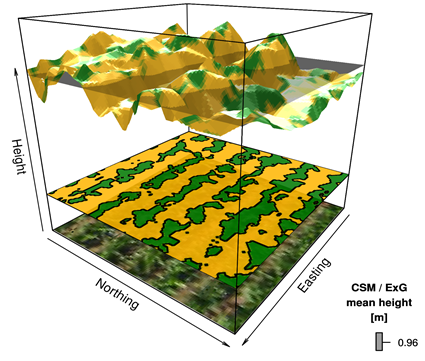 Height
Northing
Easting
CSM / ExG
mean height
[m]
0.96